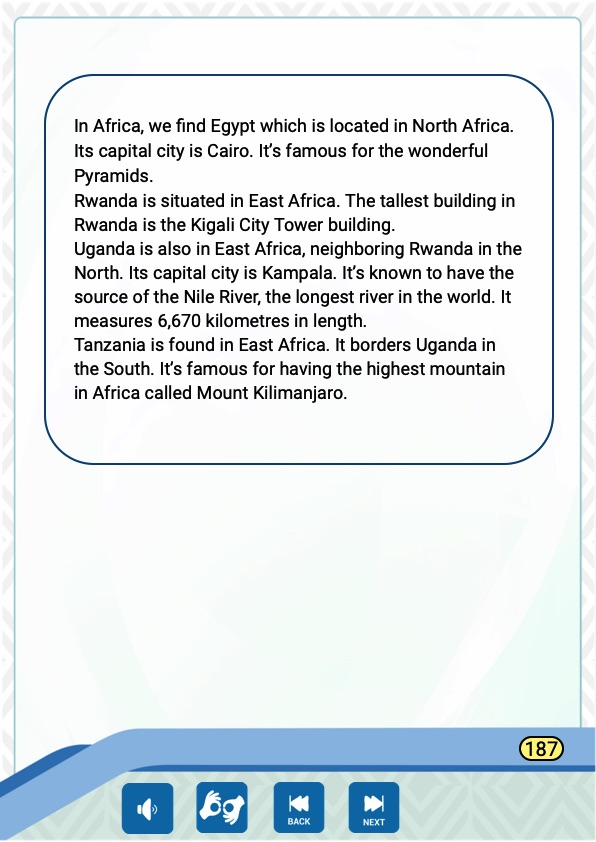 In Africa, we find Egypt which is located in North Africa.
Its capital city is Cairo. It’s famous for the wonderful
Pyramids.
Rwanda is situated in East Africa. The tallest building in
Rwanda is the Kigali City Tower building.
Uganda is also in East Africa, neighboring Rwanda in the
North. Its capital city is Kampala. It’s known to have the
source of the Nile River, the longest river in the world. It
measures 6,670 kilometres in length.
Tanzania is found in East Africa. It borders Uganda in
the South. It’s famous for having the highest mountain
in Africa called Mount Kilimanjaro.
187
BACK
NEXT